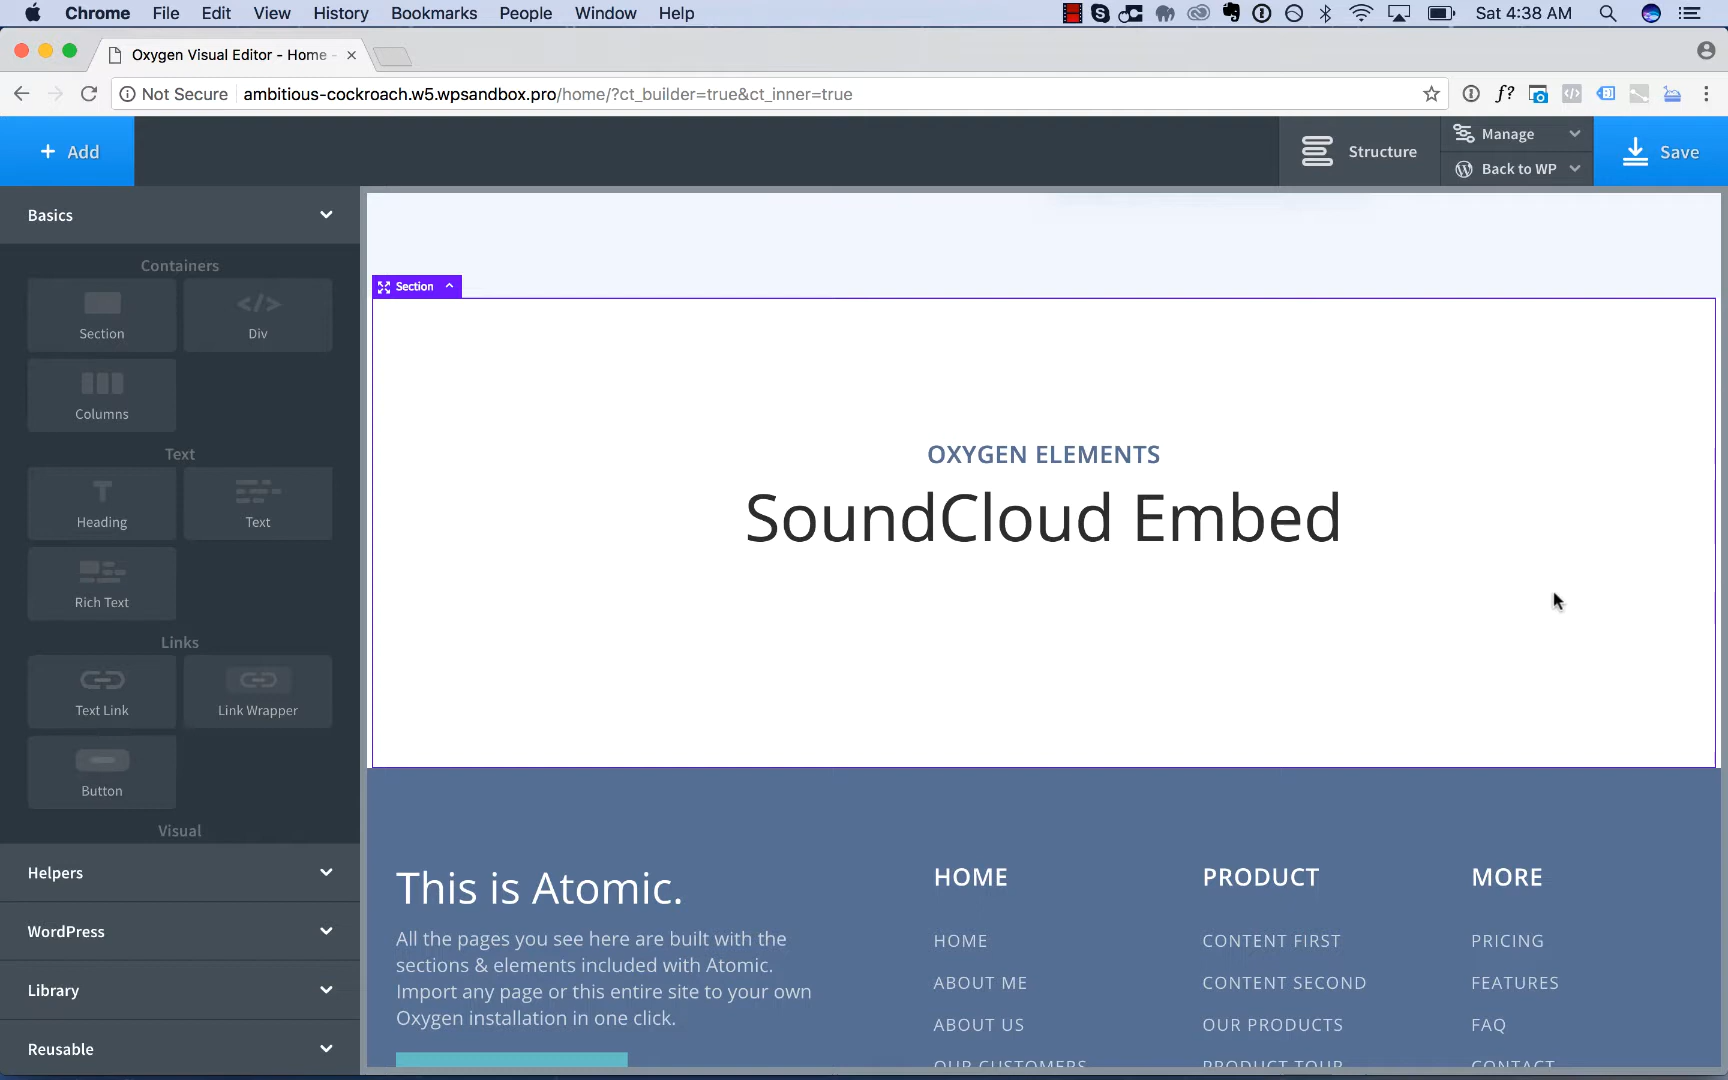 Chrome File Edit View History Bookmarks People Window Help Sat 4:38 AM
Oxygen Visual Editor - Home -
Not Secure ambitious-cockroach.w5.wpsandbox.pro/home/?ct_builder=true&ct_inner=true
+ Add
Structure
Manage
Back to WP
Save
Basics
Containers
Section Div
Columns
Text
Heading Text
Rich Text
Links
Text Link Link Wrapper
Button
Visual
Helpers
WordPress
Library
Reusable
Section
OXYGEN ELEMENTS
SoundCloud Embed
This is Atomic.
All the pages you see here are built with the
sections & elements included with Atomic.
Import any page or this entire site to your own
Oxygen installation in one click.
HOME
HOME
ABOUT ME
ABOUT US
OUR CUSTOMERS
PRODUCT
CONTENT FIRST
CONTENT SECOND
OUR PRODUCTS
PRODUCT TOUR
MORE
PRICING
FEATURES
FAQ
CONTACT